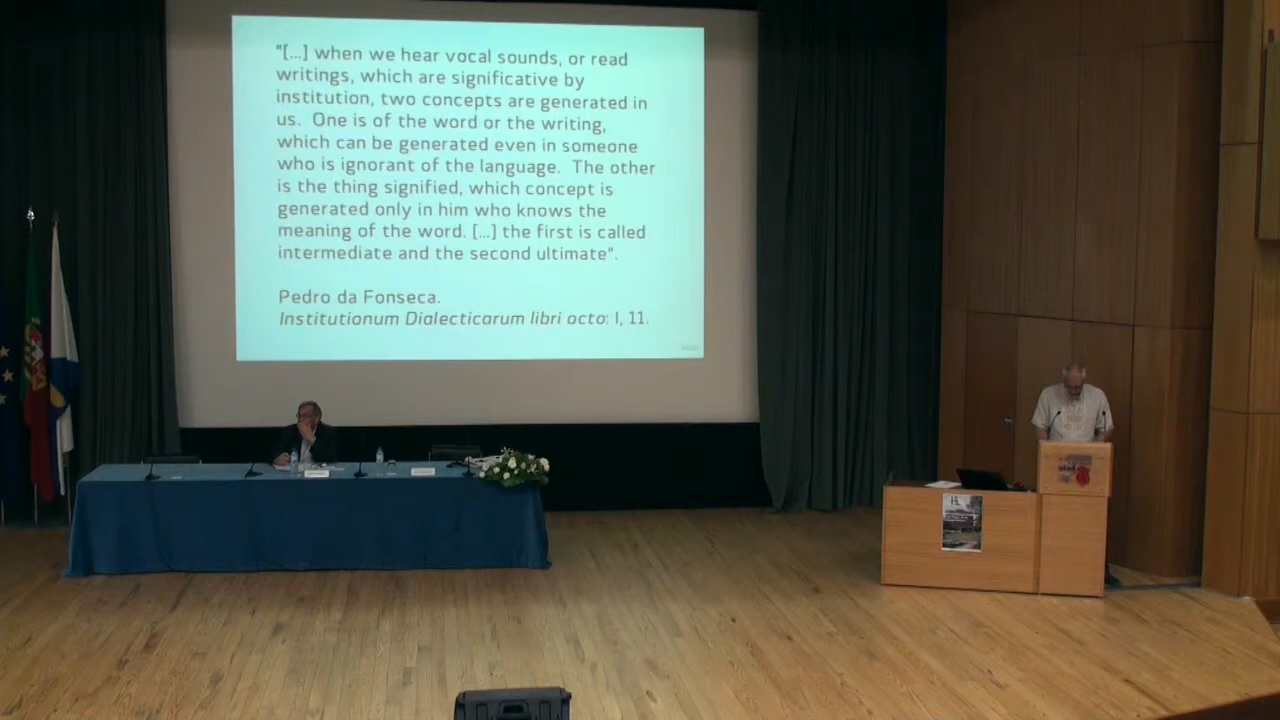 "[...] when we hear vocal sounds, or read
writings, which are significative by
institution, two concepts are generated in
us.  One is of the word or the writing,
which can be generated even in someone
who is ignorant of the language.  The other
is the thing signified, which concept is
generated only in him who knows the
meaning of the word. [...] the first is called
intermediate and the second ultimate".
Pedro da Fonseca.
Institutionum Dialecticarum libri octo: I, 11.
utad